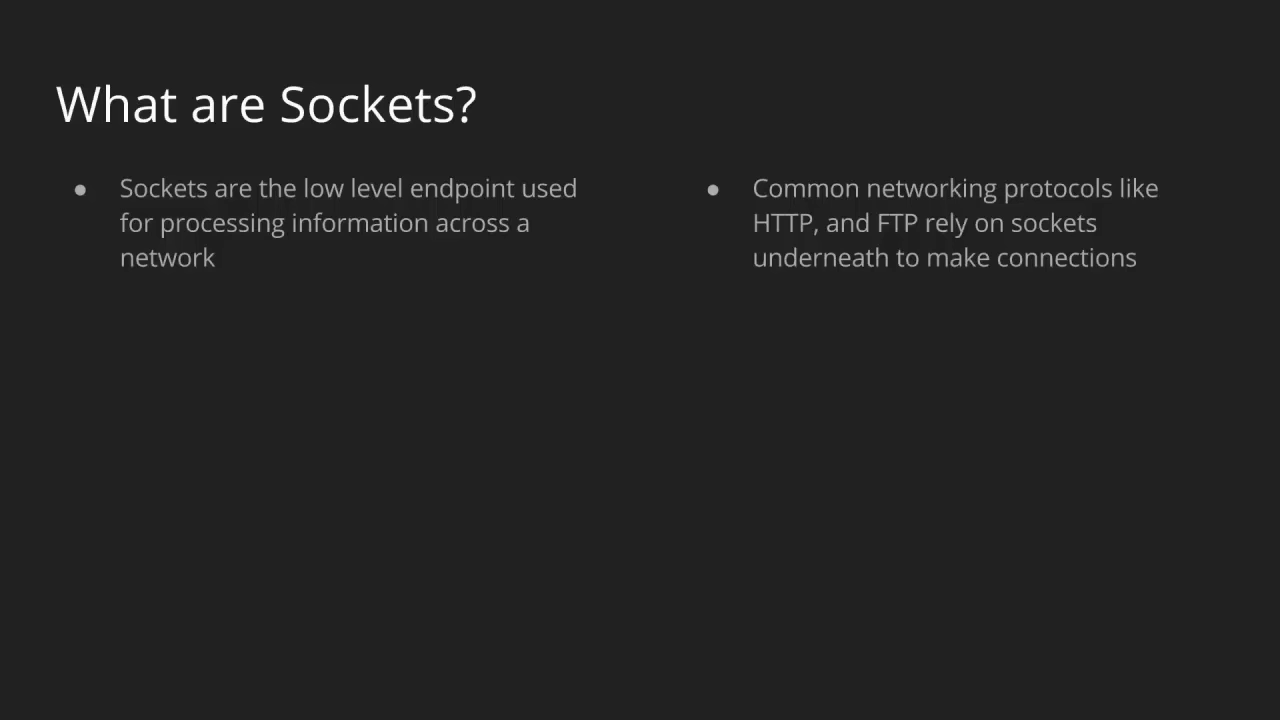 What are Sockets?
● Sockets are the low level endpoint used
for processing information across a
network
● Common networking protocols like
HTTP, and FTP rely on sockets
underneath to make connections